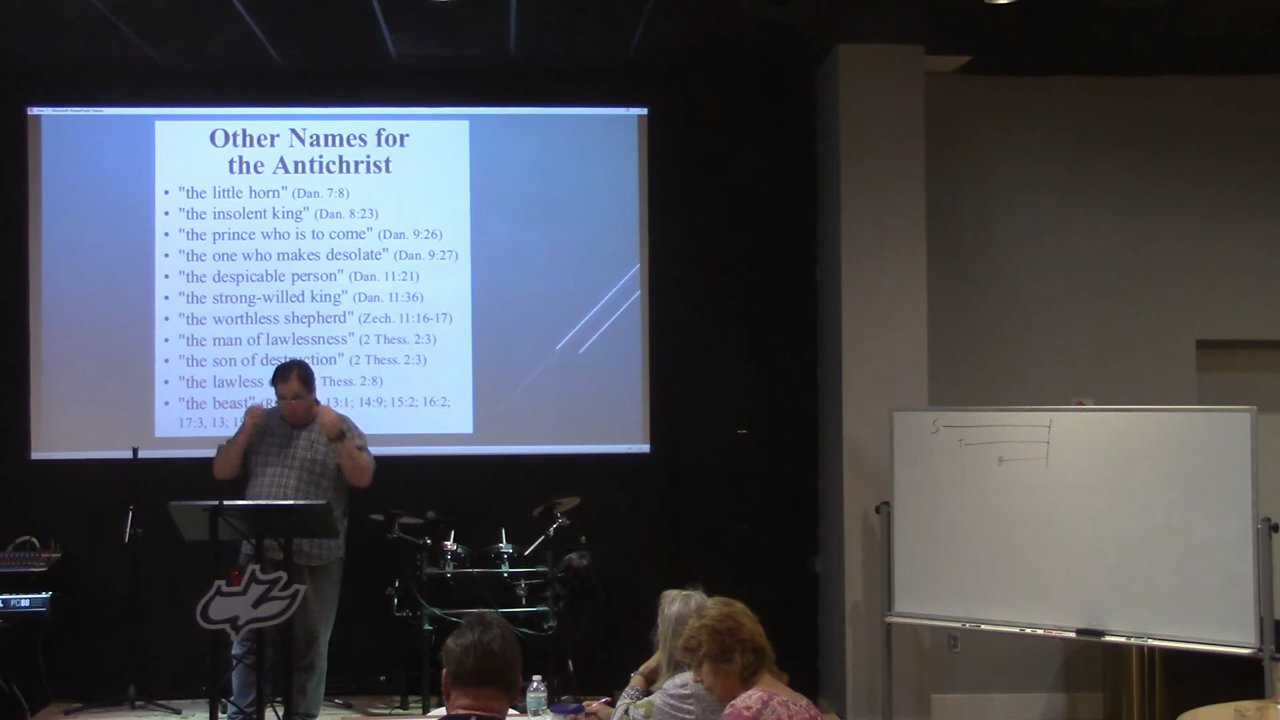 Other Names for
the Antichrist
• "the little horn" (Dan. 7:8)
• "the insolent king" (Dan. 8:23)
• "the prince who is to come" (Dan. 9:26)
• "the one who makes desolate" (Dan. 9:27)
• "the despicable person" (Dan. 11:21)
• "the strong-willed king" (Dan. 11:36)
• "the worthless shepherd" (Zech. 11:16-17)
• "the man of lawlessness" (2 Thess. 2:3)
• "the son of destruction" (2 Thess. 2:3)
• "the lawless Thess. 2:8)
• "the beast" 13:1; 14:9; 15:2; 16:2;
17:3, 13;
S
T
PC88